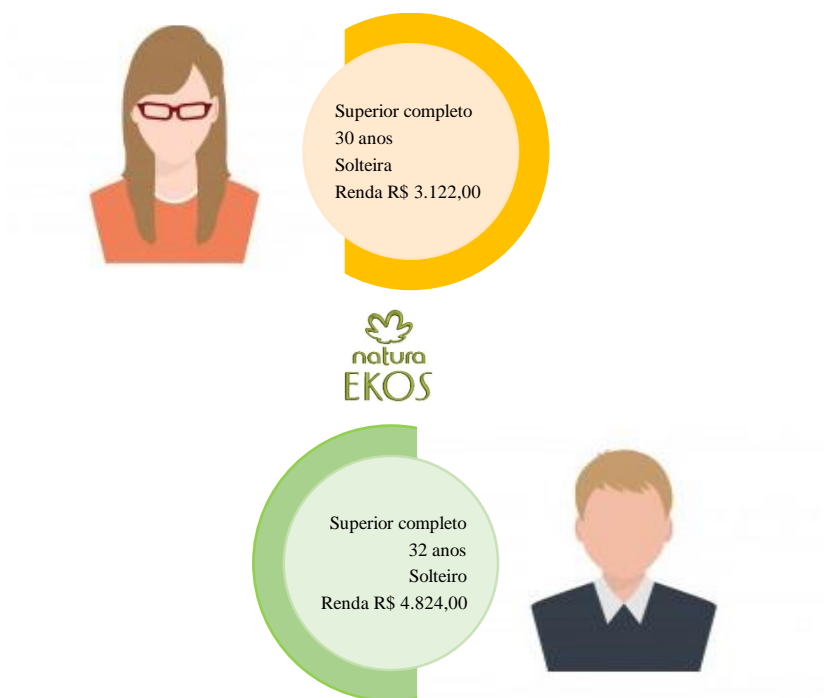 Superior completo
30 anos
Solteira
Renda R$ 3.122,00
natura
EKOS
Superior completo
32 anos
Solteiro
Renda R$ 4.824,00